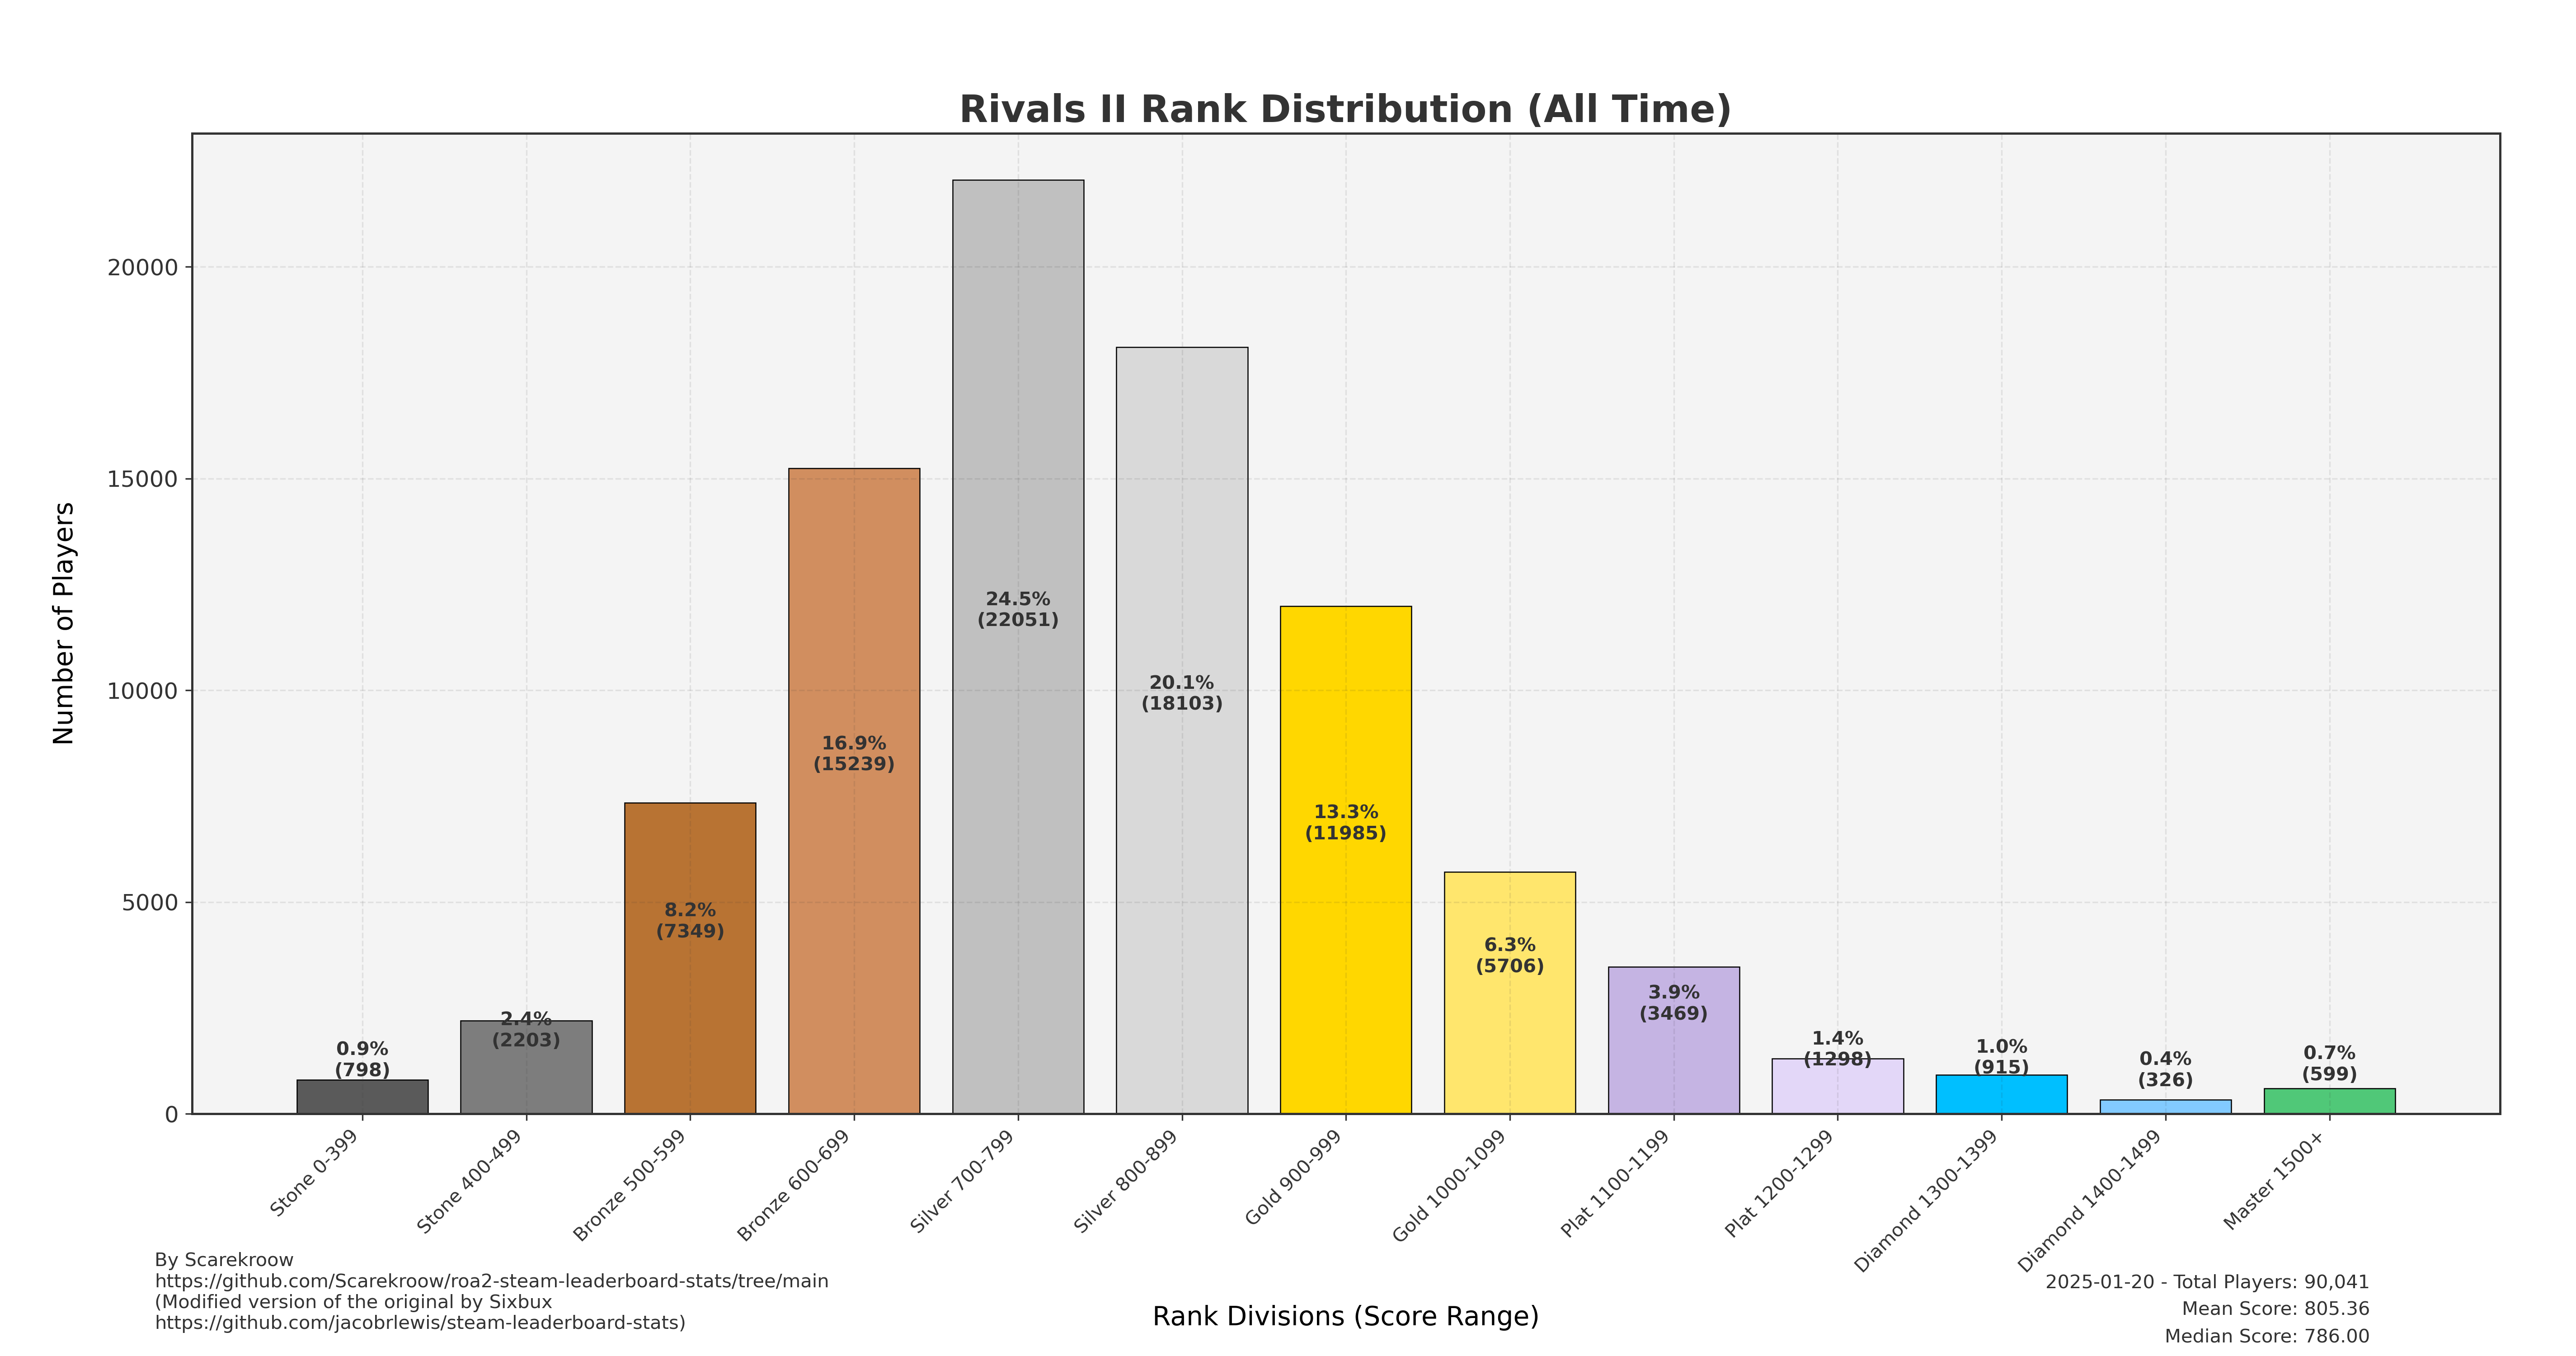 Rivals II Rank Distribution (All Time)
Number of Players
20000
15000
10000
5000
0
0.9%
(798)
2.4%
(2203)
8.2%
(7349)
16.9%
(15239)
24.5%
(22051)
20.1%
(18103)
13.3%
(11985)
6.3%
(5706)
3.9%
(3469)
1.4%
(1298)
1.0%
(915)
0.4%
(326)
0.7%
(599)
Stone 0-399
Stone 400-499
Bronze 500-599
Bronze 600-699
Silver 700-799
Silver 800-899
Gold 900-999
Gold 1000-1099
Plat 1100-1199
Plat 1200-1299
Diamond 1300-1399
Diamond 1400-1499
Master 1500+
Rank Divisions (Score Range)
By Scarekroow
https://github.com/Scarekroow/roa2-steam-leaderboard-stats/tree/main
(Modified version of the original by Sixbux
https://github.com/jacobrlewis/steam-leaderboard-stats)
2025-01-20 - Total Players: 90,041
Mean Score: 805.36
Median Score: 786.00